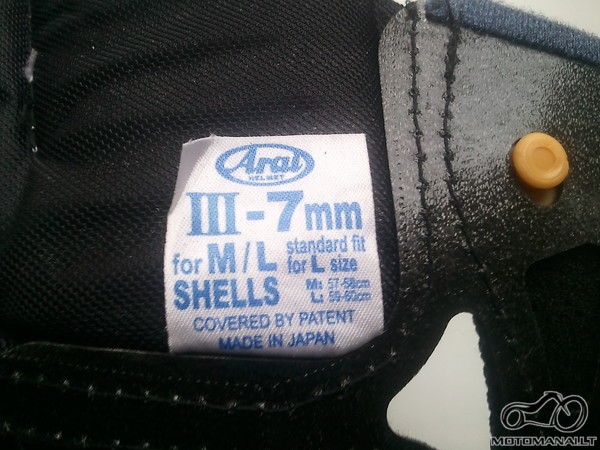 Arai
HELMET
III-7mm
for M/L standard fit for L size
SHELLS M: 57-58cm
L: 59-60cm
COVERED BY PATENT
MADE IN JAPAN
MOTOMANAI.LT